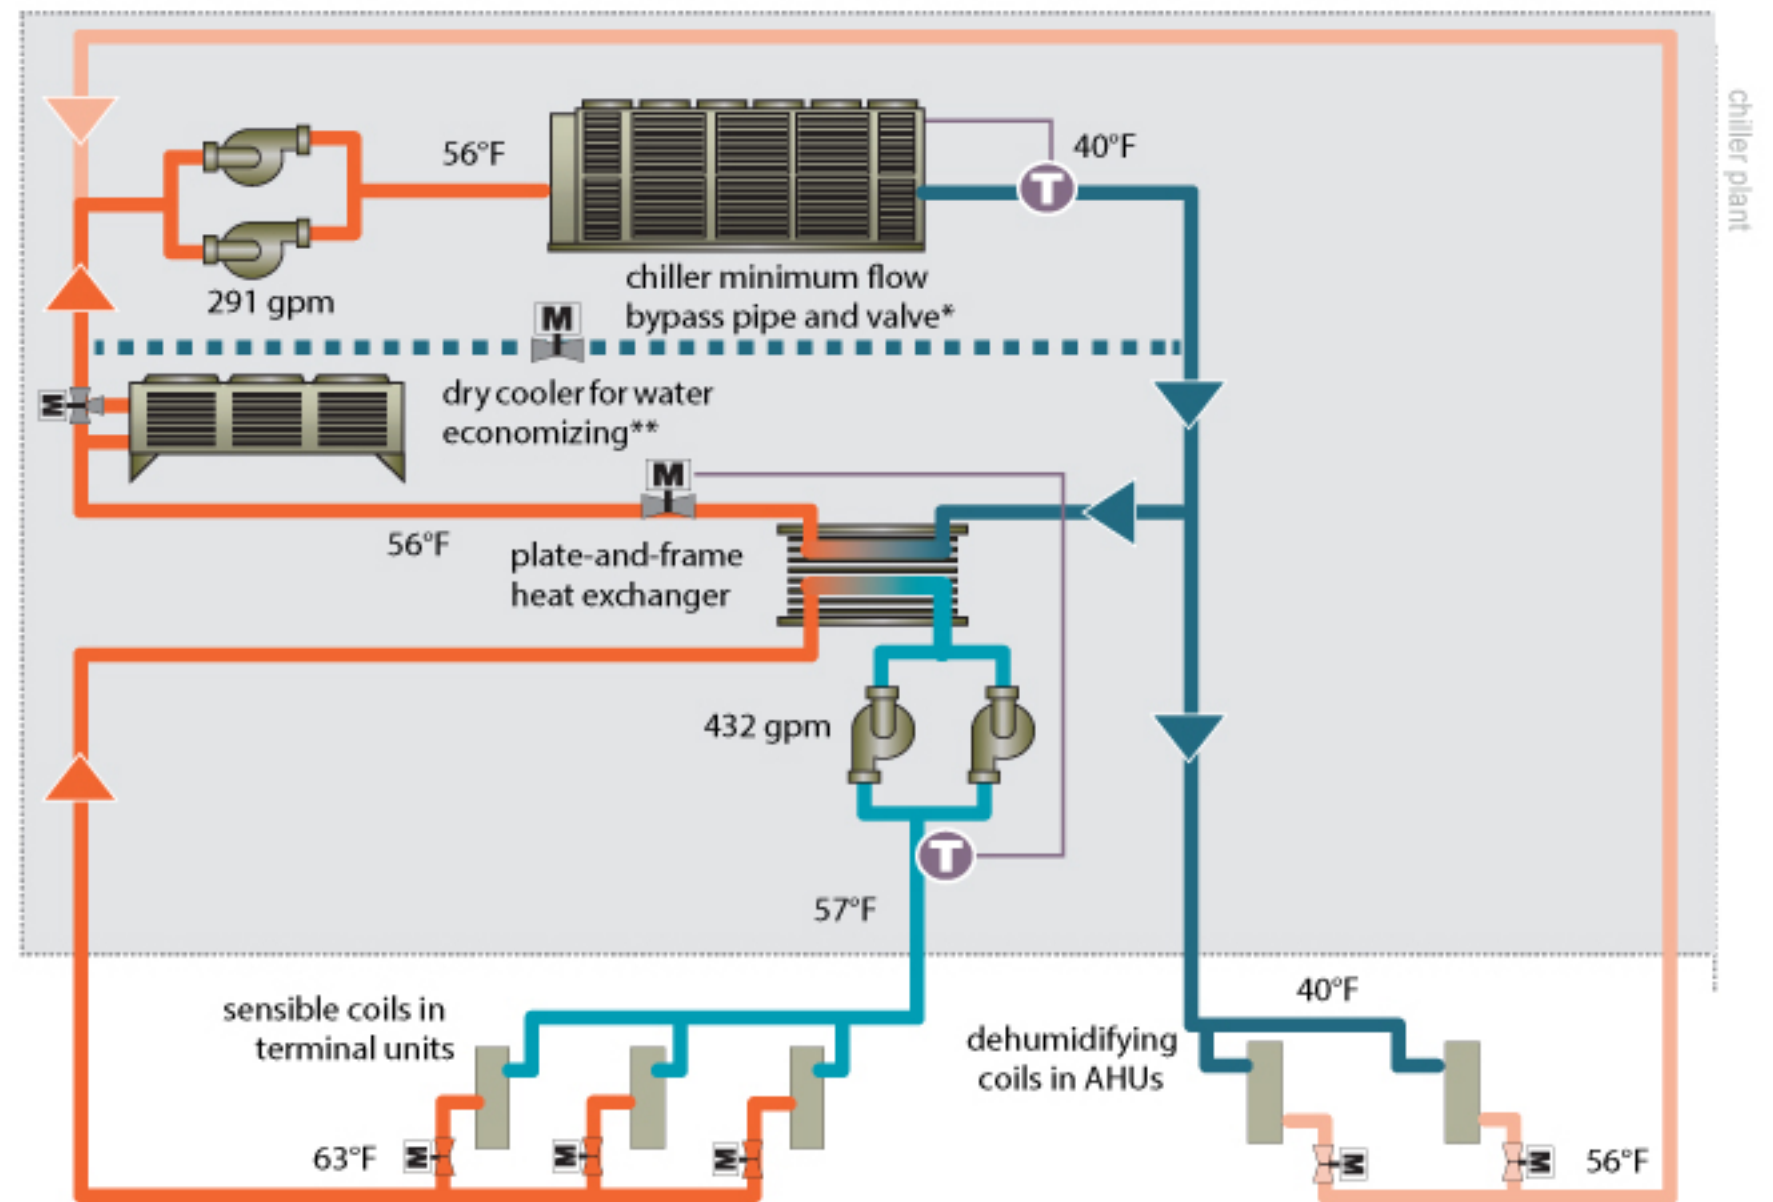 chiller plant
56°F
T
40°F
291 gpm
chiller minimum flow
bypass pipe and valve*
M
M
dry cooler for water
economizing**
M
56°F
plate-and-frame
heat exchanger
432 gpm
T
57°F
sensible coils in
terminal units
40°F
dehumidifying
coils in AHUs
63°F
M
M
M
M
M
56°F